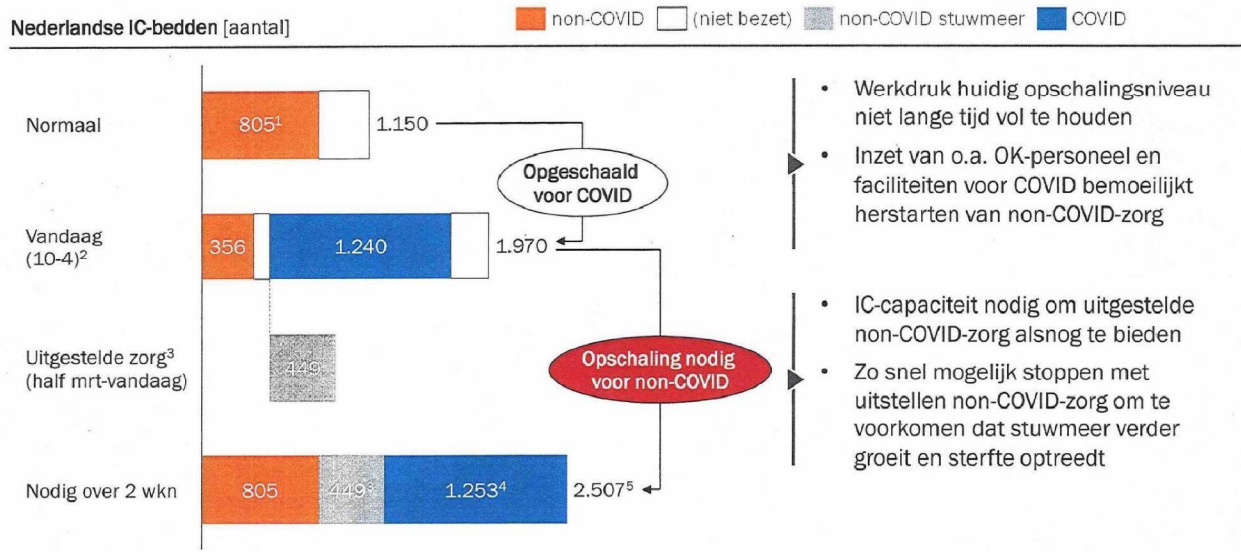 Nederlandse IC-bedden [aantal]
non-COVID (niet bezet) non-COVID stuwmeer COVID
Normaal
805¹
1.150
Opgeschaald
voor COVID
Vandaag
(10-4)²
356
1.240
1.970
Uitgestelde zorg³
(half mrt-vandaag)
449
Opschaling nodig
voor non-COVID
Nodig over 2 wkn
805
449³
1.253⁴
2.507⁵
• Werkdruk huidig opschalingsniveau
niet lange tijd vol te houden
• Inzet van o.a. OK-personeel en
faciliteiten voor COVID bemoeilijkt
herstarten van non-COVID-zorg
• IC-capaciteit nodig om uitgestelde
non-COVID-zorg alsnog te bieden
• Zo snel mogelijk stoppen met
uitstellen non-COVID-zorg om te
voorkomen dat stuwmeer verder
groeit en sterfte optreedt